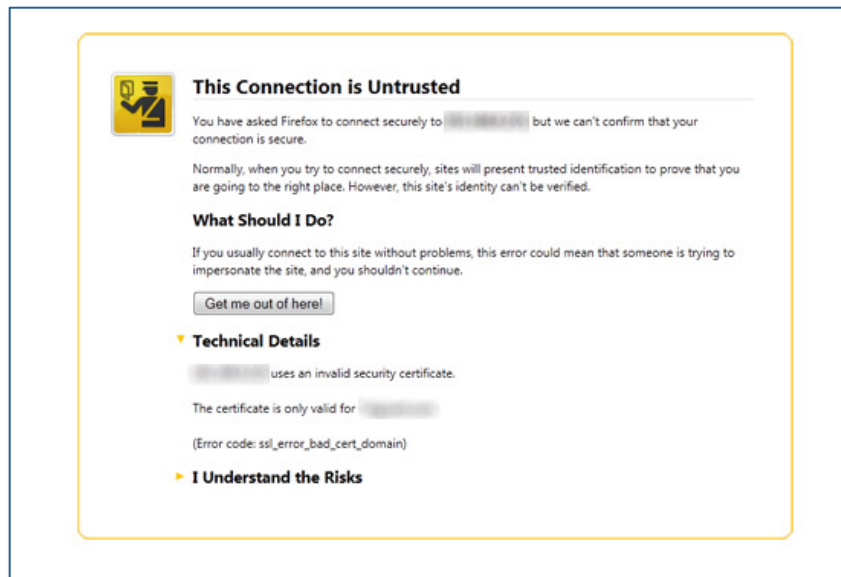 This Connection is Untrusted
You have asked Firefox to connect securely to but we can't confirm that your
connection is secure.
Normally, when you try to connect securely, sites will present trusted identification to prove that you
are going to the right place. However, this site's identity can't be verified.
What Should I Do?
If you usually connect to this site without problems, this error could mean that someone is trying to
impersonate the site, and you shouldn't continue.
Get me out of here!
Technical Details
uses an invalid security certificate.
The certificate is only valid for
(Error code: ssl_error_bad_cert_domain)
I Understand the Risks